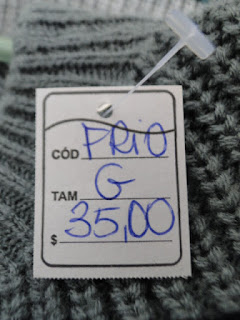 CÓD FRIO
TAM G
$ 35,00